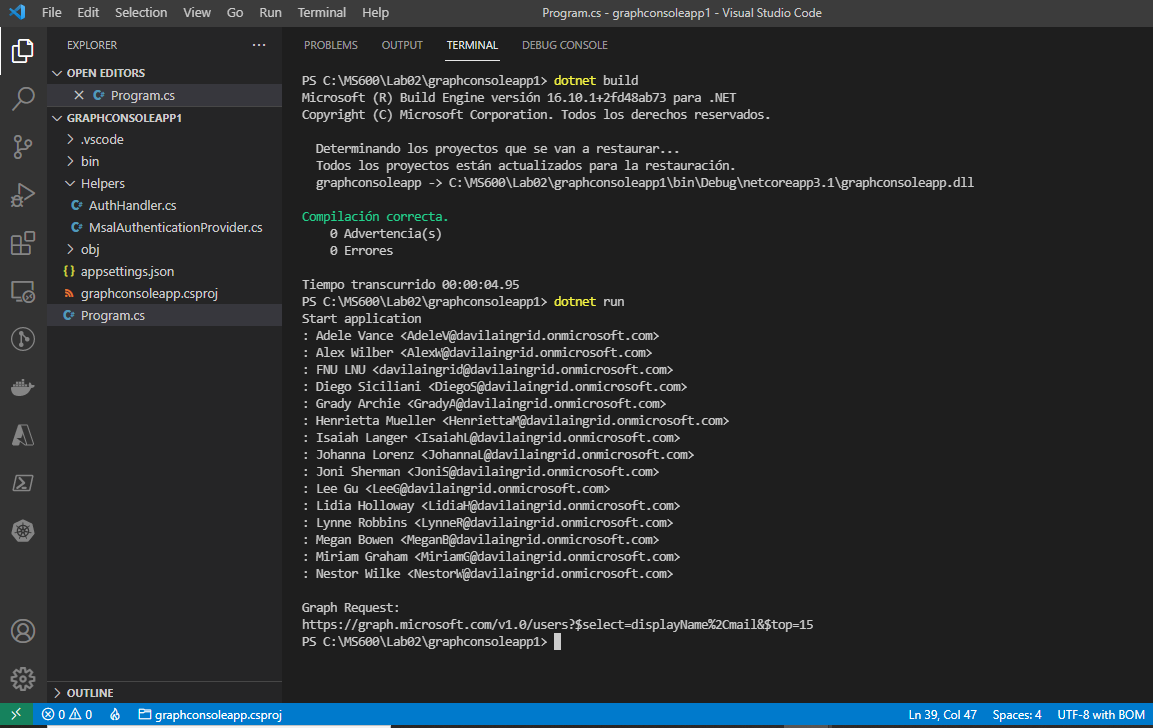 File Edit Selection View Go Run Terminal Help
Program.cs - graphconsoleapp1 - Visual Studio Code
EXPLORER
OPEN EDITORS
Program.cs
GRAPHCONSOLEAPP1
.vscode
bin
Helpers
AuthHandler.cs
MsalAuthenticationProvider.cs
obj
appsettings.json
graphconsoleapp.csproj
Program.cs
OUTLINE
PROBLEMS OUTPUT TERMINAL DEBUG CONSOLE
PS C:\MS600\Lab02\graphconsoleapp1> dotnet build
Microsoft (R) Build Engine versión 16.10.1+2fd48ab73 para .NET
Copyright (C) Microsoft Corporation. Todos los derechos reservados.
Determinando los proyectos que se van a restaurar...
Todos los proyectos están actualizados para la restauración.
graphconsoleapp -> C:\MS600\Lab02\graphconsoleapp1\bin\Debug\netcoreapp3.1\graphconsoleapp.dll
Compilación correcta.
0 Advertencia(s)
0 Errores
Tiempo transcurrido 00:00:04.95
PS C:\MS600\Lab02\graphconsoleapp1> dotnet run
Start application
: Adele Vance <AdeleV@davilaingrid.onmicrosoft.com>
: Alex Wilber <AlexW@davilaingrid.onmicrosoft.com>
: FNU LNU <davilaingrid@davilaingrid.onmicrosoft.com>
: Diego Siciliani <DiegoS@davilaingrid.onmicrosoft.com>
: Grady Archie <GradyA@davilaingrid.onmicrosoft.com>
: Henrietta Mueller <HenriettaM@davilaingrid.onmicrosoft.com>
: Isaiah Langer <IsaiahL@davilaingrid.onmicrosoft.com>
: Johanna Lorenz <JohannaL@davilaingrid.onmicrosoft.com>
: Joni Sherman <JoniS@davilaingrid.onmicrosoft.com>
: Lee Gu <LeeG@davilaingrid.onmicrosoft.com>
: Lidia Holloway <LidiaH@davilaingrid.onmicrosoft.com>
: Lynne Robbins <LynneR@davilaingrid.onmicrosoft.com>
: Megan Bowen <MeganB@davilaingrid.onmicrosoft.com>
: Miriam Graham <MiriamG@davilaingrid.onmicrosoft.com>
: Nestor Wilke <NestorW@davilaingrid.onmicrosoft.com>
Graph Request:
https://graph.microsoft.com/v1.0/users?$select=displayName%2Cmail&$top=15
PS C:\MS600\Lab02\graphconsoleapp1>
0 0 graphconsoleapp.csproj Ln 39, Col 47 Spaces: 4 UTF-8 with BOM